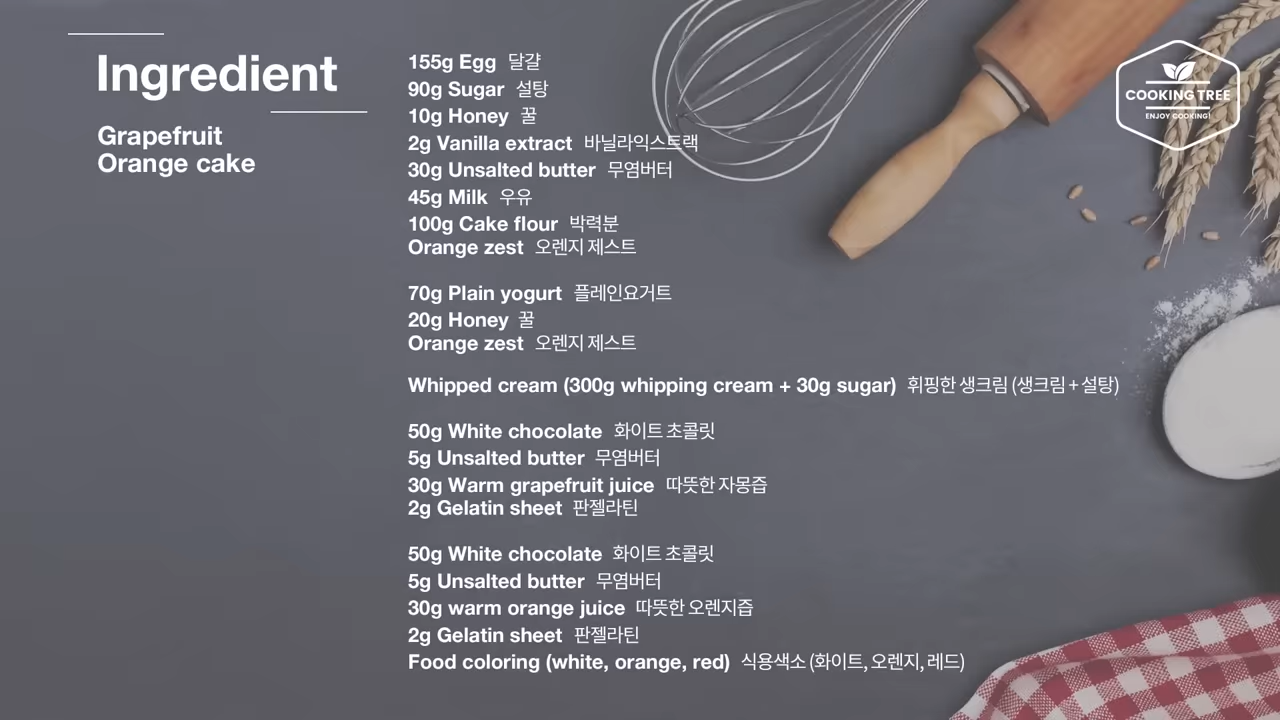 Ingredient
Grapefruit
Orange cake
155g Egg 달걀
90g Sugar 설탕
10g Honey 꿀
2g Vanilla extract 바닐라익스트랙
30g Unsalted butter 무염버터
45g Milk 우유
100g Cake flour 박력분
Orange zest 오렌지 제스트
70g Plain yogurt 플레인요거트
20g Honey 꿀
Orange zest 오렌지 제스트
Whipped cream (300g whipping cream + 30g sugar) 휘핑한 생크림 (생크림 + 설탕)
50g White chocolate 화이트 초콜릿
5g Unsalted butter 무염버터
30g Warm grapefruit juice 따뜻한 자몽즙
2g Gelatin sheet 판젤라틴
50g White chocolate 화이트 초콜릿
5g Unsalted butter 무염버터
30g warm orange juice 따뜻한 오렌지즙
2g Gelatin sheet 판젤라틴
Food coloring (white, orange, red) 식용색소 (화이트, 오렌지, 레드)
COOKING TREE
ENJOY COOKING!